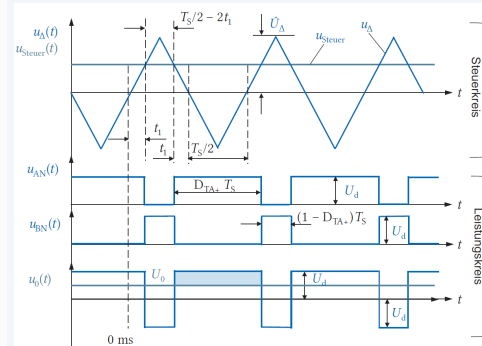 u_Δ(t)
u_Steuer(t)
T_S/2 – 2t_1
Û_Δ
u_Steuer
u_Δ
t
t_1
t_1
T_S/2
Steuerkreis
u_AN(t)
D_TA+ T_S
U_d
t
u_BN(t)
(1 – D_TA+)T_S
U_d
t
Leistungskreis
u_0(t)
U_0
U_d
t
U_d
0 ms